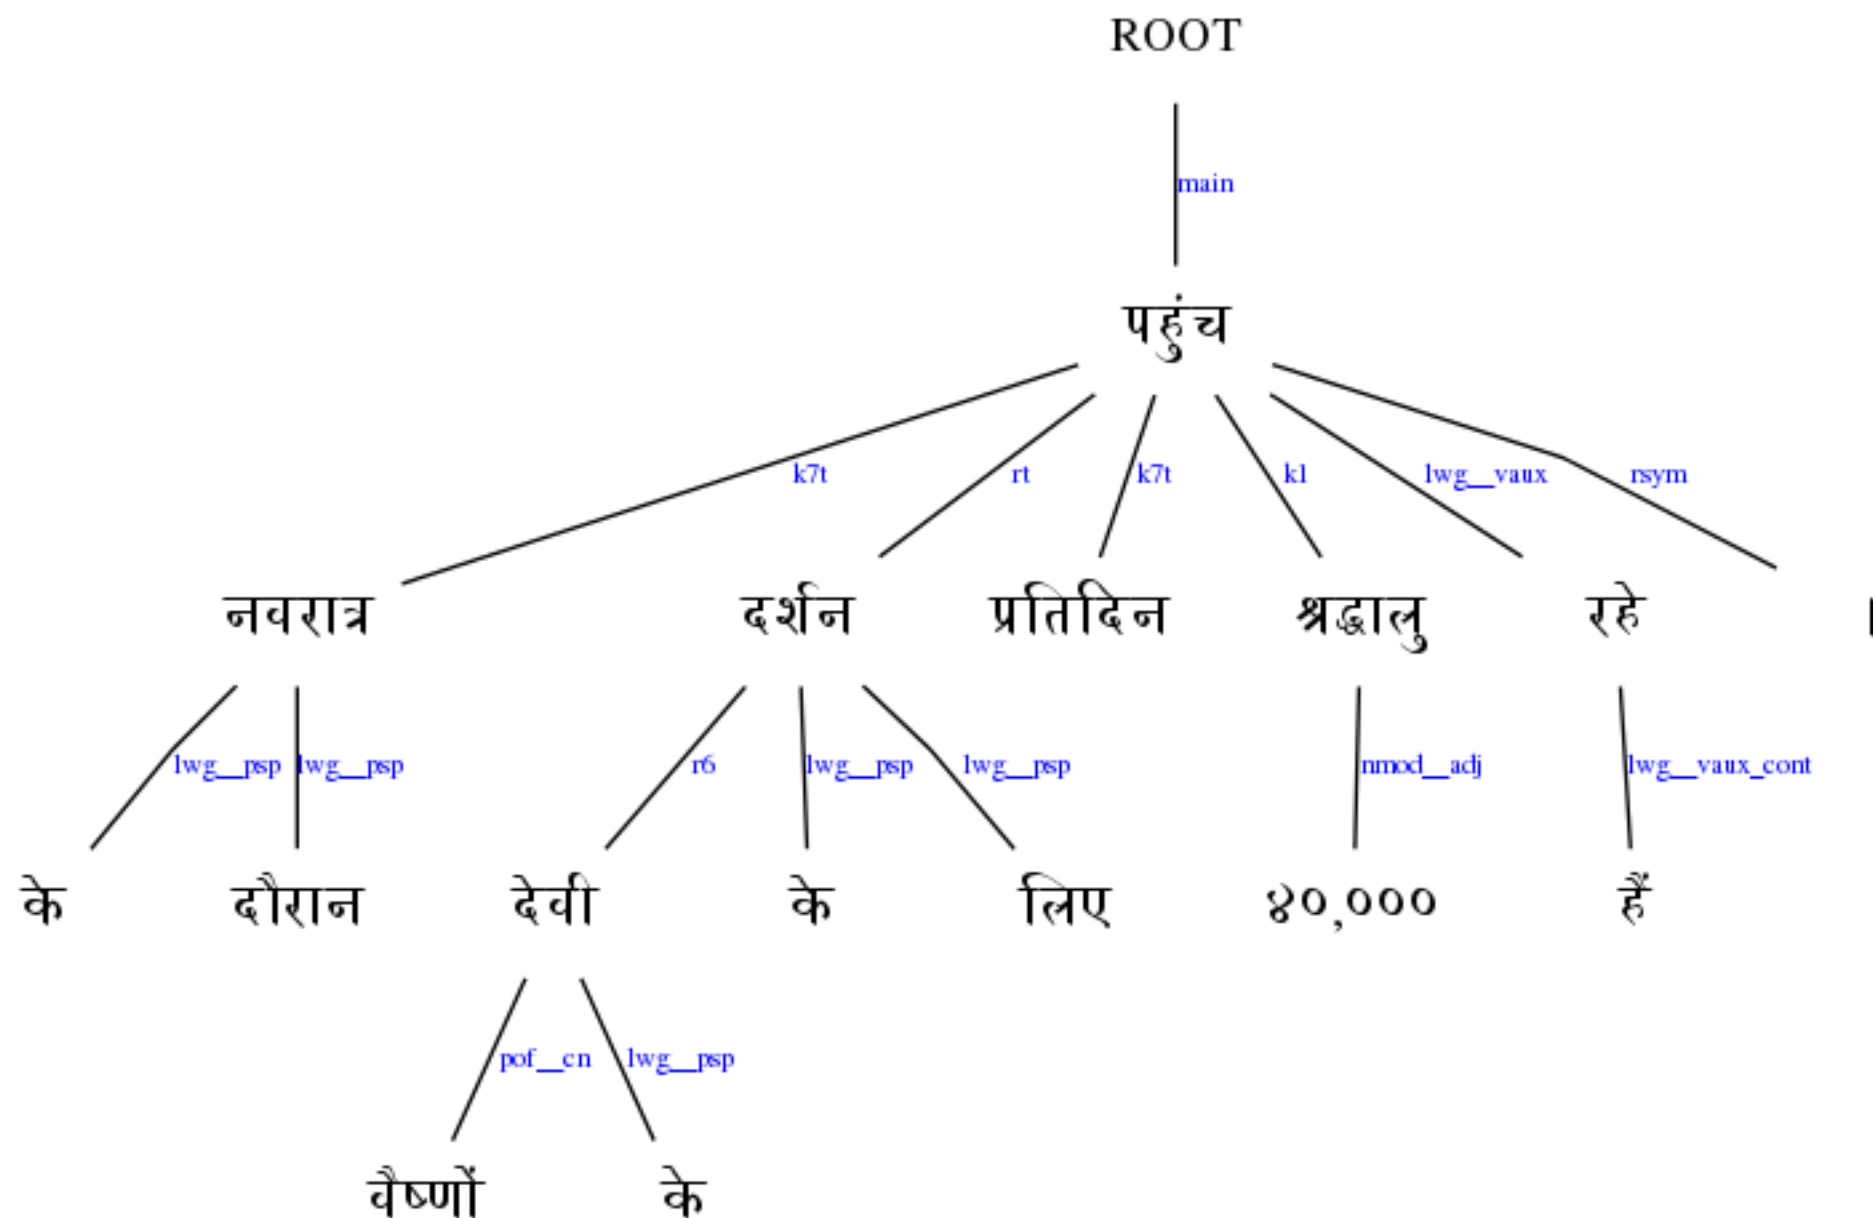 ROOT
main
पहुंच
k7t rt k7t k1 lwg__vaux rsym
नवरात्र दर्शन प्रतिदिन श्रद्धालु रहे ।
lwg__psp lwg__psp r6 lwg__psp lwg__psp nmod__adj lwg__vaux_cont
के दौरान देवी के लिए ४०,००० हैं
pof__cn lwg__psp
वैष्णों के